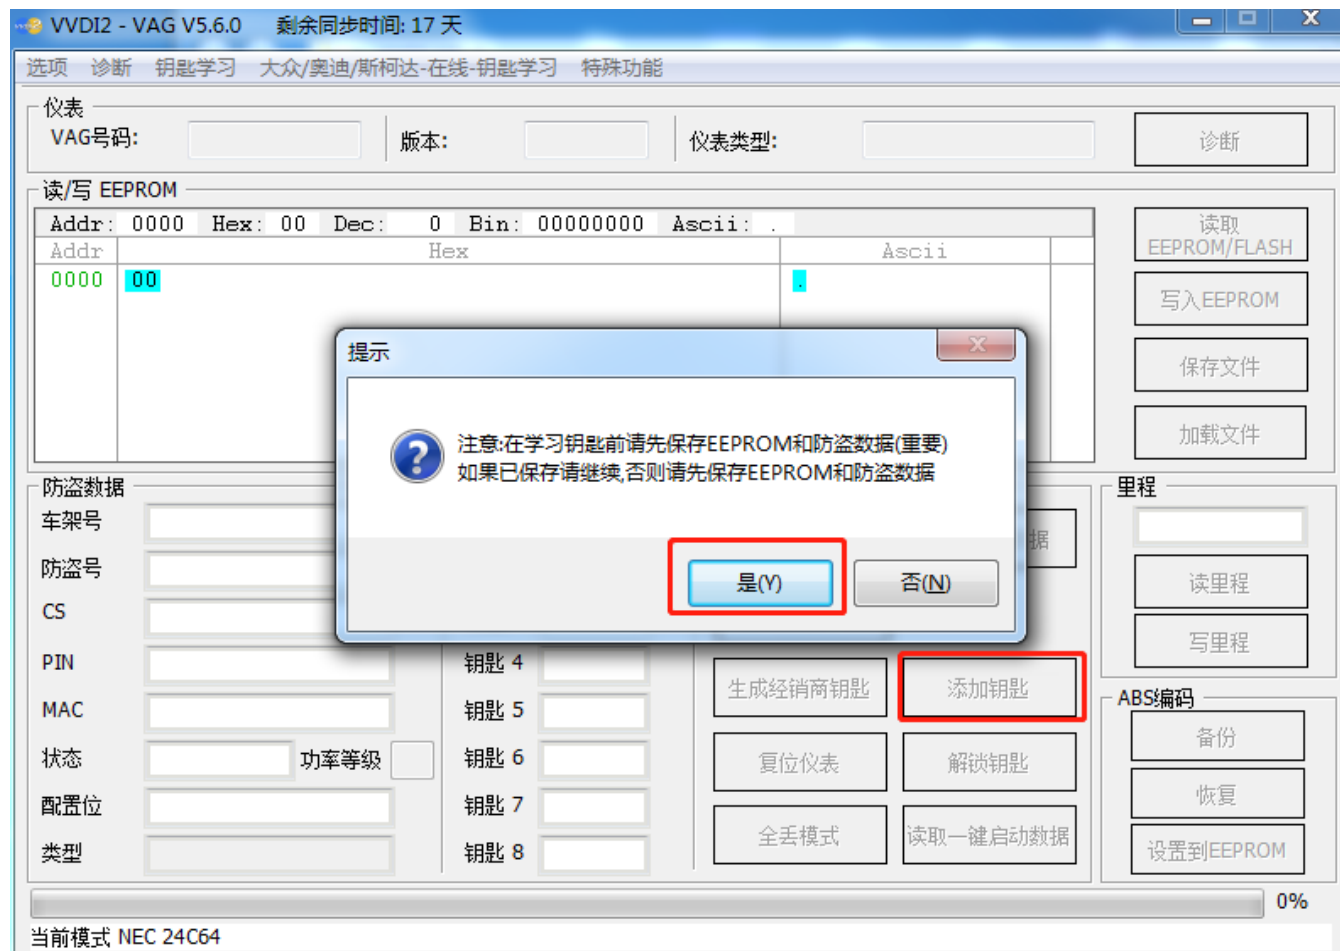 VVDI2 - VAG V5.6.0 剩余同步时间: 17 天
选项 诊断 钥匙学习 大众/奥迪/斯柯达-在线-钥匙学习 特殊功能
仪表
VAG号码: 版本: 仪表类型: 诊断
读/写 EEPROM
Addr: 0000 Hex: 00 Dec: 0 Bin: 00000000 Ascii: .
Addr Hex Ascii
0000 00 .
读取
EEPROM/FLASH
写入EEPROM
保存文件
加载文件
提示
注意:在学习钥匙前请先保存EEPROM和防盗数据(重要)
如果已保存请继续,否则请先保存EEPROM和防盗数据
是(Y) 否(N)
防盗数据
车架号
防盗号
CS
PIN
MAC
状态 功率等级
配置位
类型
钥匙 4
钥匙 5
钥匙 6
钥匙 7
钥匙 8
据
生成经销商钥匙 添加钥匙
复位仪表 解锁钥匙
全丢模式 读取一键启动数据
里程
读里程
写里程
ABS编码
备份
恢复
设置到EEPROM
0%
当前模式 NEC 24C64